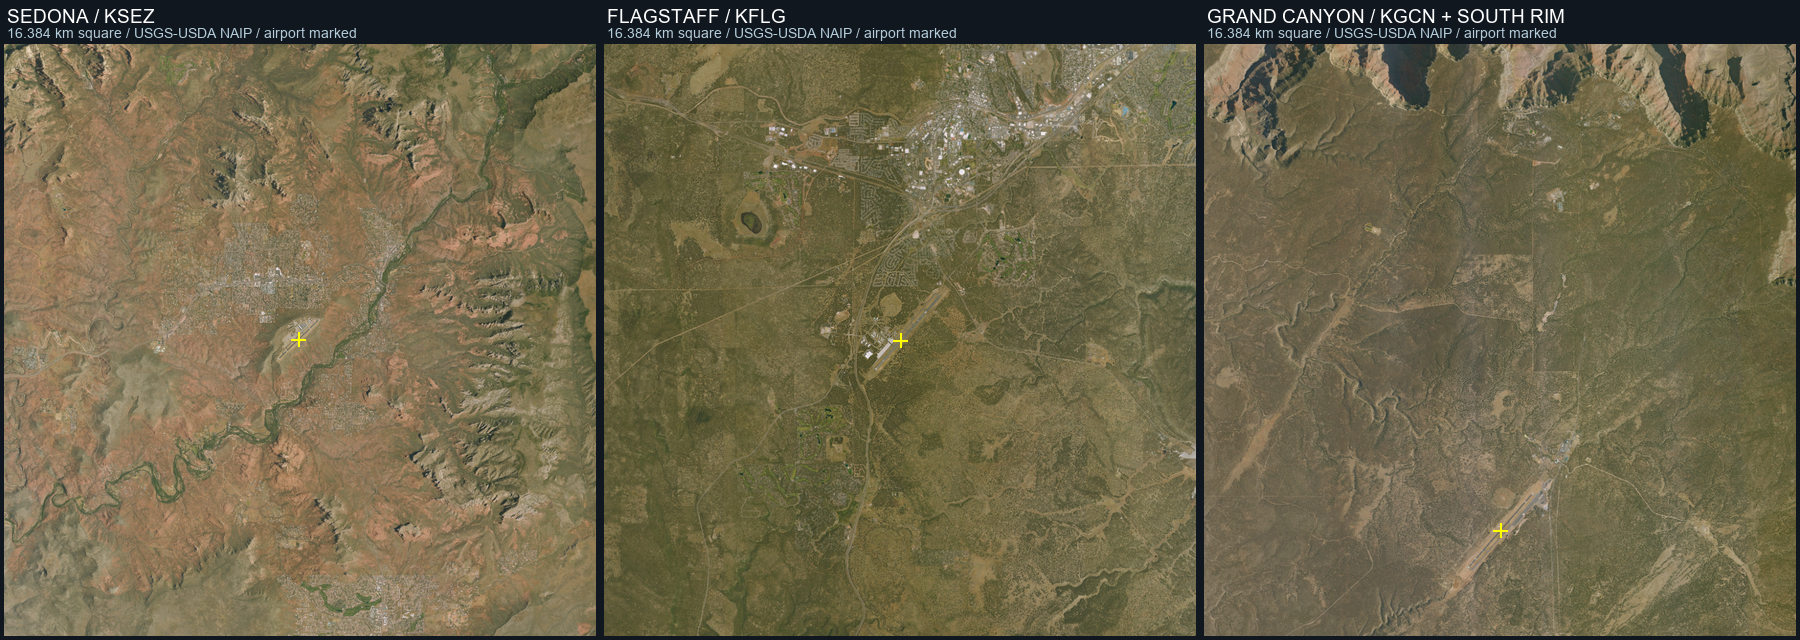 SEDONA / KSEZ
16.384 km square / USGS-USDA NAIP / airport marked
FLAGSTAFF / KFLG
16.384 km square / USGS-USDA NAIP / airport marked
GRAND CANYON / KGCN + SOUTH RIM
16.384 km square / USGS-USDA NAIP / airport marked